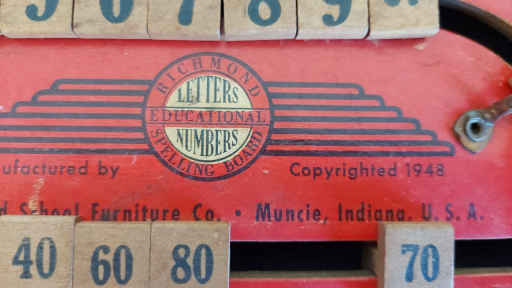 6 7 8 9
RICHMOND
LETTERS
EDUCATIONAL
NUMBERS
SPELLING BOARD
ufactured by Copyrighted 1948
d School Furniture Co. • Muncie, Indiana, U. S. A.
40 60 80 70